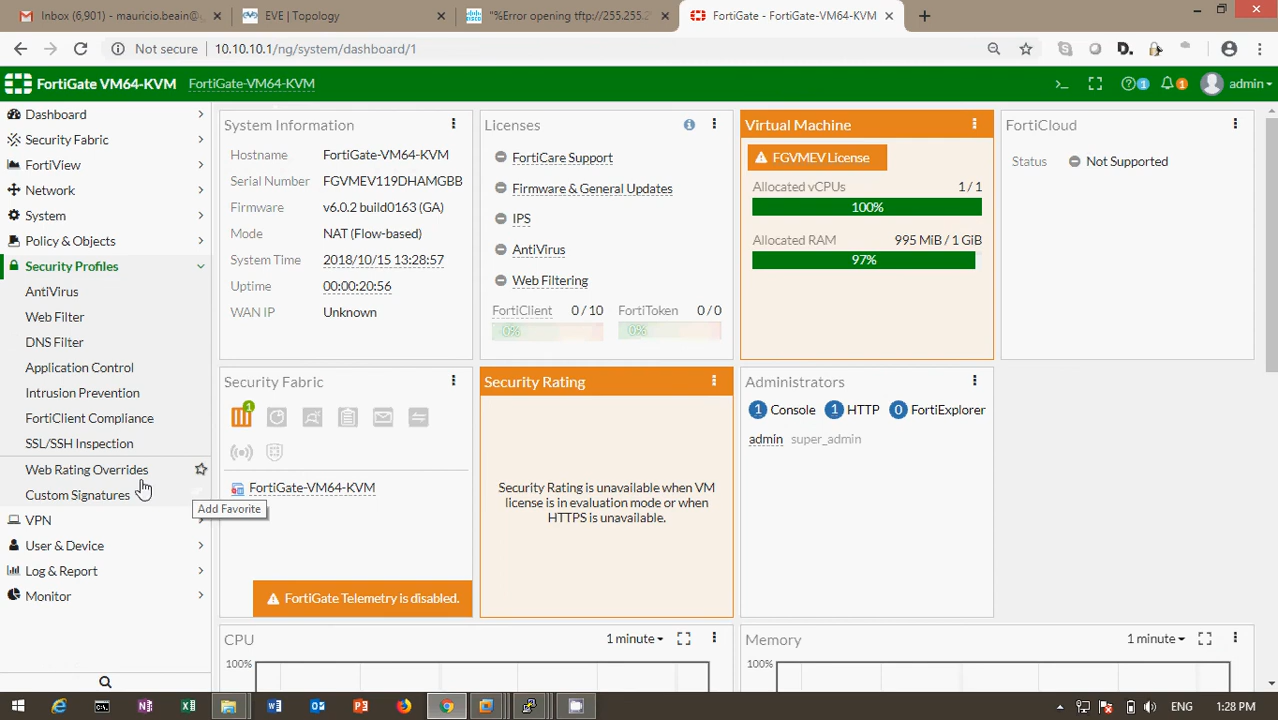 Inbox (6,901) - mauricio.beain@
EVE | Topology
"%Error opening tftp://255.255.2
FortiGate - FortiGate-VM64-KVM
Not secure
10.10.10.1/ng/system/dashboard/1
FortiGate VM64-KVM
FortiGate-VM64-KVM
1
1
admin
Dashboard
Security Fabric
FortiView
Network
System
Policy & Objects
Security Profiles
AntiVirus
Web Filter
DNS Filter
Application Control
Intrusion Prevention
FortiClient Compliance
SSL/SSH Inspection
Web Rating Overrides
Custom Signatures
Add Favorite
VPN
User & Device
Log & Report
Monitor
System Information
Hostname FortiGate-VM64-KVM
Serial Number FGVMEV119DHAMGBB
Firmware v6.0.2 build0163 (GA)
Mode NAT (Flow-based)
System Time 2018/10/15 13:28:57
Uptime 00:00:20:56
WAN IP Unknown
Licenses
FortiCare Support
Firmware & General Updates
IPS
AntiVirus
Web Filtering
FortiClient 0 / 10 FortiToken 0 / 0
0% 0%
Virtual Machine
FGVMEV License
Allocated vCPUs 1 / 1
100%
Allocated RAM 995 MiB / 1 GiB
97%
FortiCloud
Status Not Supported
Security Fabric
1
FortiGate-VM64-KVM
FortiGate Telemetry is disabled.
Security Rating
Security Rating is unavailable when VM
license is in evaluation mode or when
HTTPS is unavailable.
Administrators
1 Console 1 HTTP 0 FortiExplorer
admin super_admin
CPU 1 minute
100%
Memory 1 minute
100%
ENG 1:28 PM